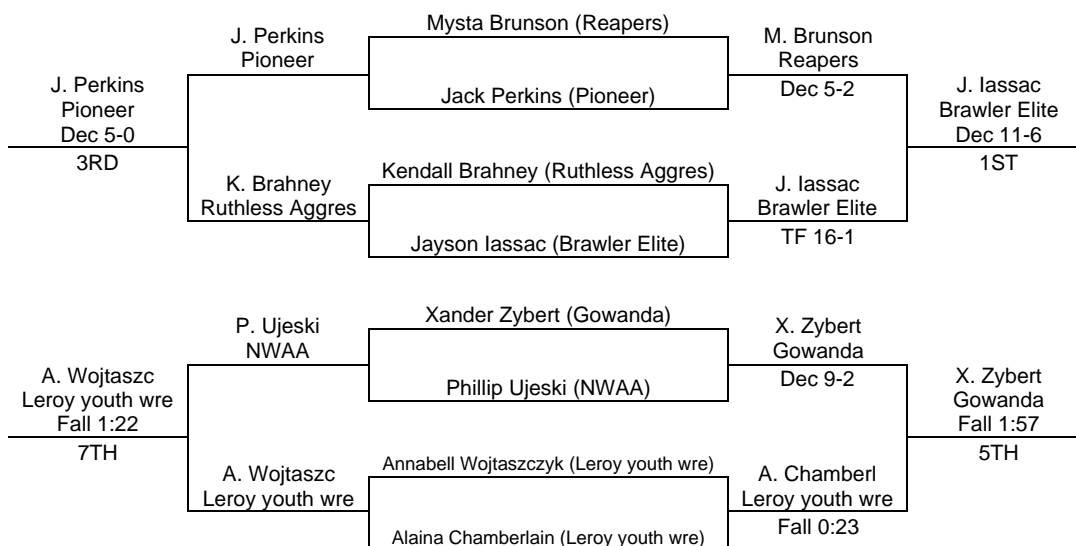 Mysta Brunson (Reapers)
J. Perkins
Pioneer
M. Brunson
Reapers
J. Perkins
Pioneer
Dec 5-0
3RD
Jack Perkins (Pioneer)
Dec 5-2
J. Iassac
Brawler Elite
Dec 11-6
1ST
K. Brahney
Ruthless Aggres
Kendall Brahney (Ruthless Aggres)
J. Iassac
Brawler Elite
Jayson Iassac (Brawler Elite)
TF 16-1
P. Ujeski
NWAA
Xander Zybert (Gowanda)
X. Zybert
Gowanda
A. Wojtaszc
Leroy youth wre
Fall 1:22
7TH
Phillip Ujeski (NWAA)
Dec 9-2
X. Zybert
Gowanda
Fall 1:57
5TH
A. Wojtaszc
Leroy youth wre
Annabell Wojtaszczyk (Leroy youth wre)
A. Chamberl
Leroy youth wre
Alaina Chamberlain (Leroy youth wre)
Fall 0:23